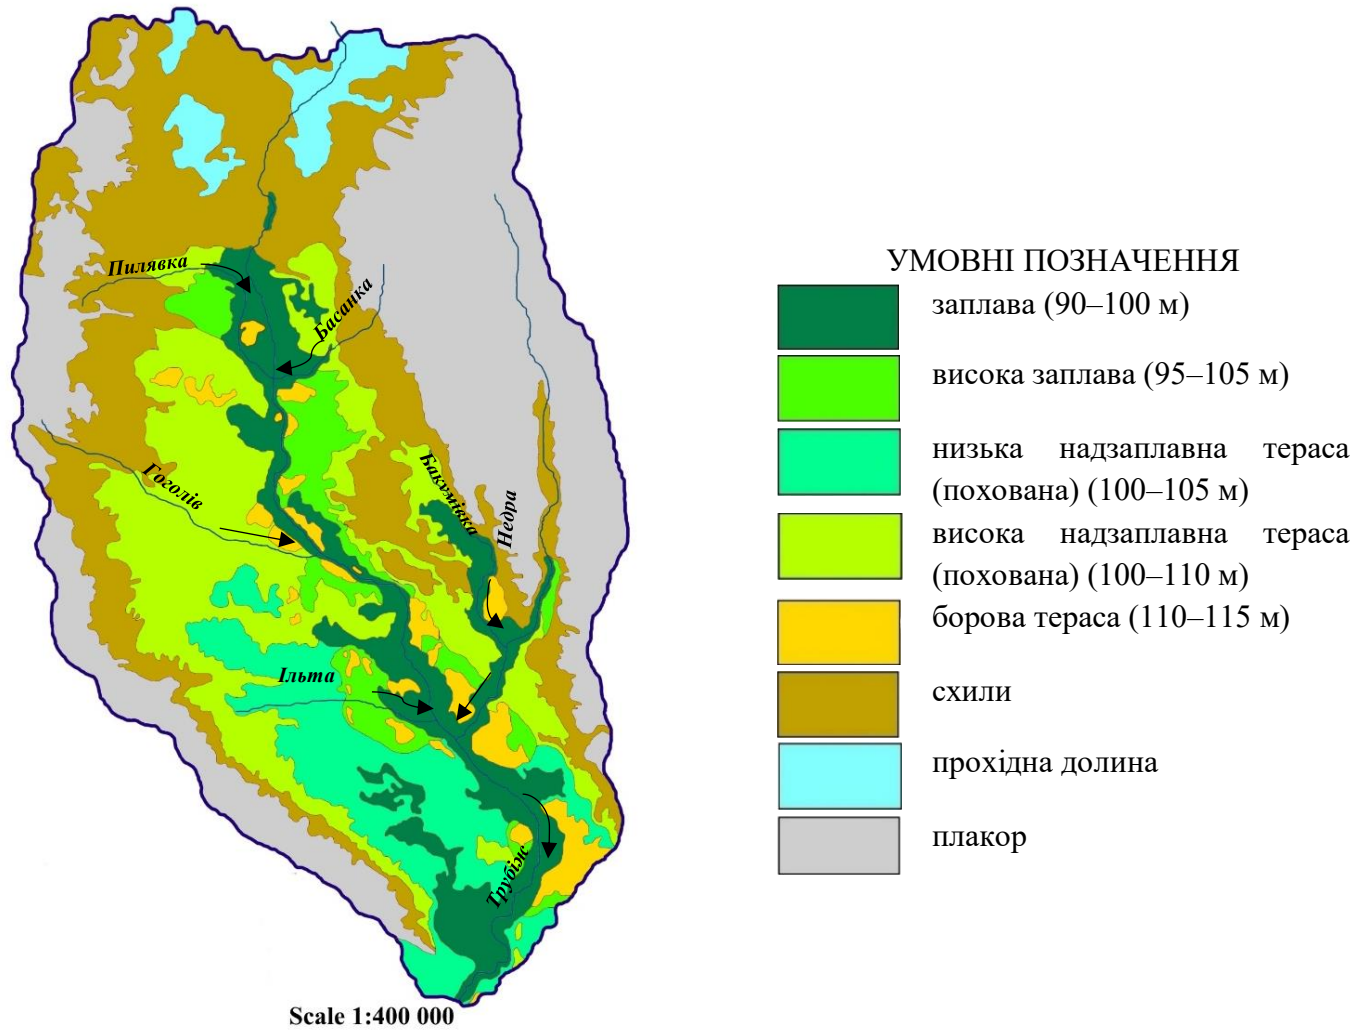 Пилявка
Басанка
Гоголів
Бакумівка
Недра
Ільта
Трубіж
Scale 1:400 000
УМОВНІ ПОЗНАЧЕННЯ
заплава (90–100 м)
висока заплава (95–105 м)
низька надзаплавна тераса
(похована) (100–105 м)
висока надзаплавна тераса
(похована) (100–110 м)
борова тераса (110–115 м)
схили
прохідна долина
плакор